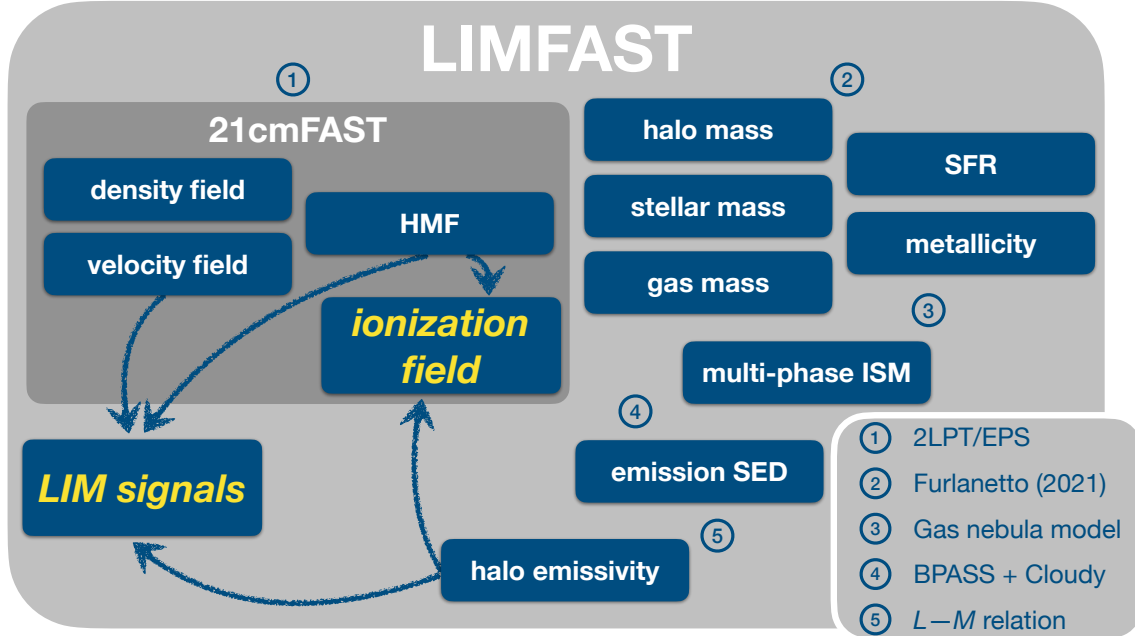 LIMFAST
①
②
21cmFAST
density field
velocity field
HMF
ionization
field
LIM signals
halo mass
stellar mass
gas mass
SFR
metallicity
③
multi-phase ISM
④
emission SED
⑤
halo emissivity
① 2LPT/EPS
② Furlanetto (2021)
③ Gas nebula model
④ BPASS + Cloudy
⑤ L—M relation